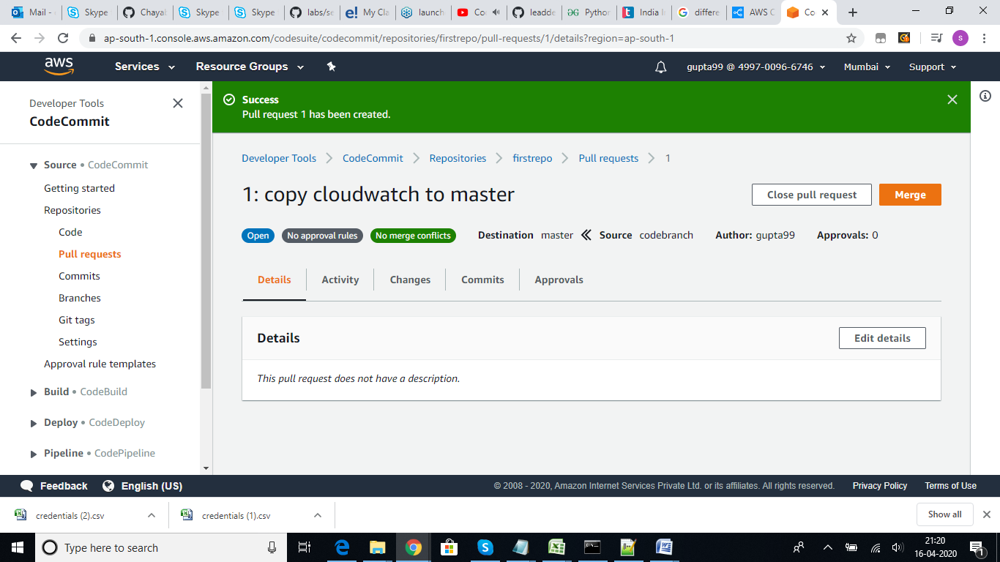 Mail -
Skype
Chayab
Skype
Skype
labs/se
My Cla
launch
Co
leadde
Python
India I
differe
AWS C
Co
ap-south-1.console.aws.amazon.com/codesuite/codecommit/repositories/firstrepo/pull-requests/1/details?region=ap-south-1
s
aws
Services
Resource Groups
gupta99 @ 4997-0096-6746
Mumbai
Support
Developer Tools
CodeCommit
Source • CodeCommit
Getting started
Repositories
Code
Pull requests
Commits
Branches
Git tags
Settings
Approval rule templates
Build • CodeBuild
Deploy • CodeDeploy
Pipeline • CodePipeline
Success
Pull request 1 has been created.
Developer Tools > CodeCommit > Repositories > firstrepo > Pull requests > 1
1: copy cloudwatch to master
Close pull request
Merge
Open
No approval rules
No merge conflicts
Destination master
Source codebranch
Author: gupta99
Approvals: 0
Details
Activity
Changes
Commits
Approvals
Details
Edit details
This pull request does not have a description.
Feedback
English (US)
© 2008 - 2020, Amazon Internet Services Private Ltd. or its affiliates. All rights reserved.
Privacy Policy
Terms of Use
credentials (2).csv
credentials (1).csv
Show all
Type here to search
21:20
16-04-2020
1